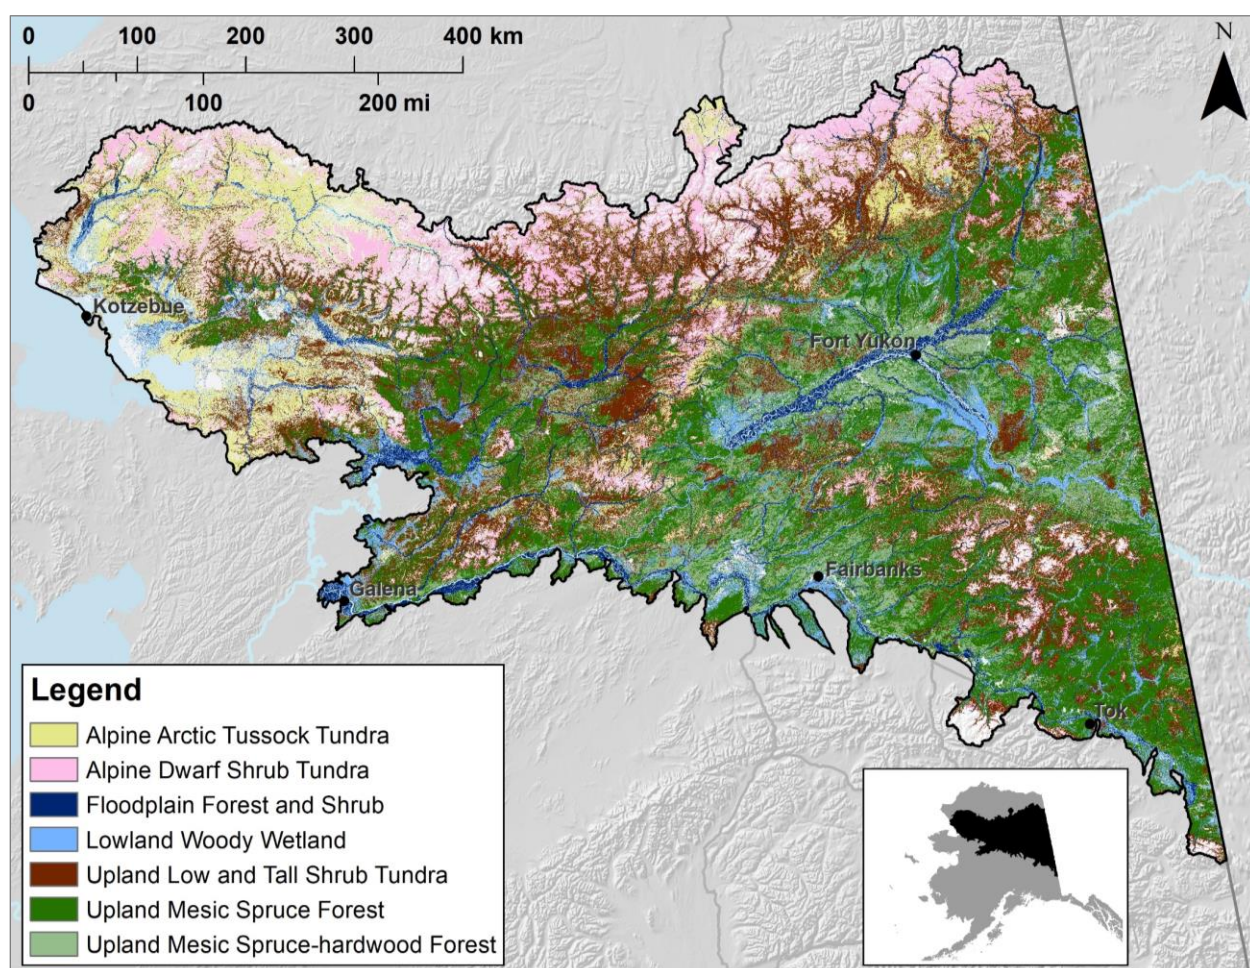 0 100 200 300 400 km
0 100 200 mi
N
Kotzebue
Fort Yukon
Fairbanks
Galena
Tok
Legend
Alpine Arctic Tussock Tundra
Alpine Dwarf Shrub Tundra
Floodplain Forest and Shrub
Lowland Woody Wetland
Upland Low and Tall Shrub Tundra
Upland Mesic Spruce Forest
Upland Mesic Spruce-hardwood Forest